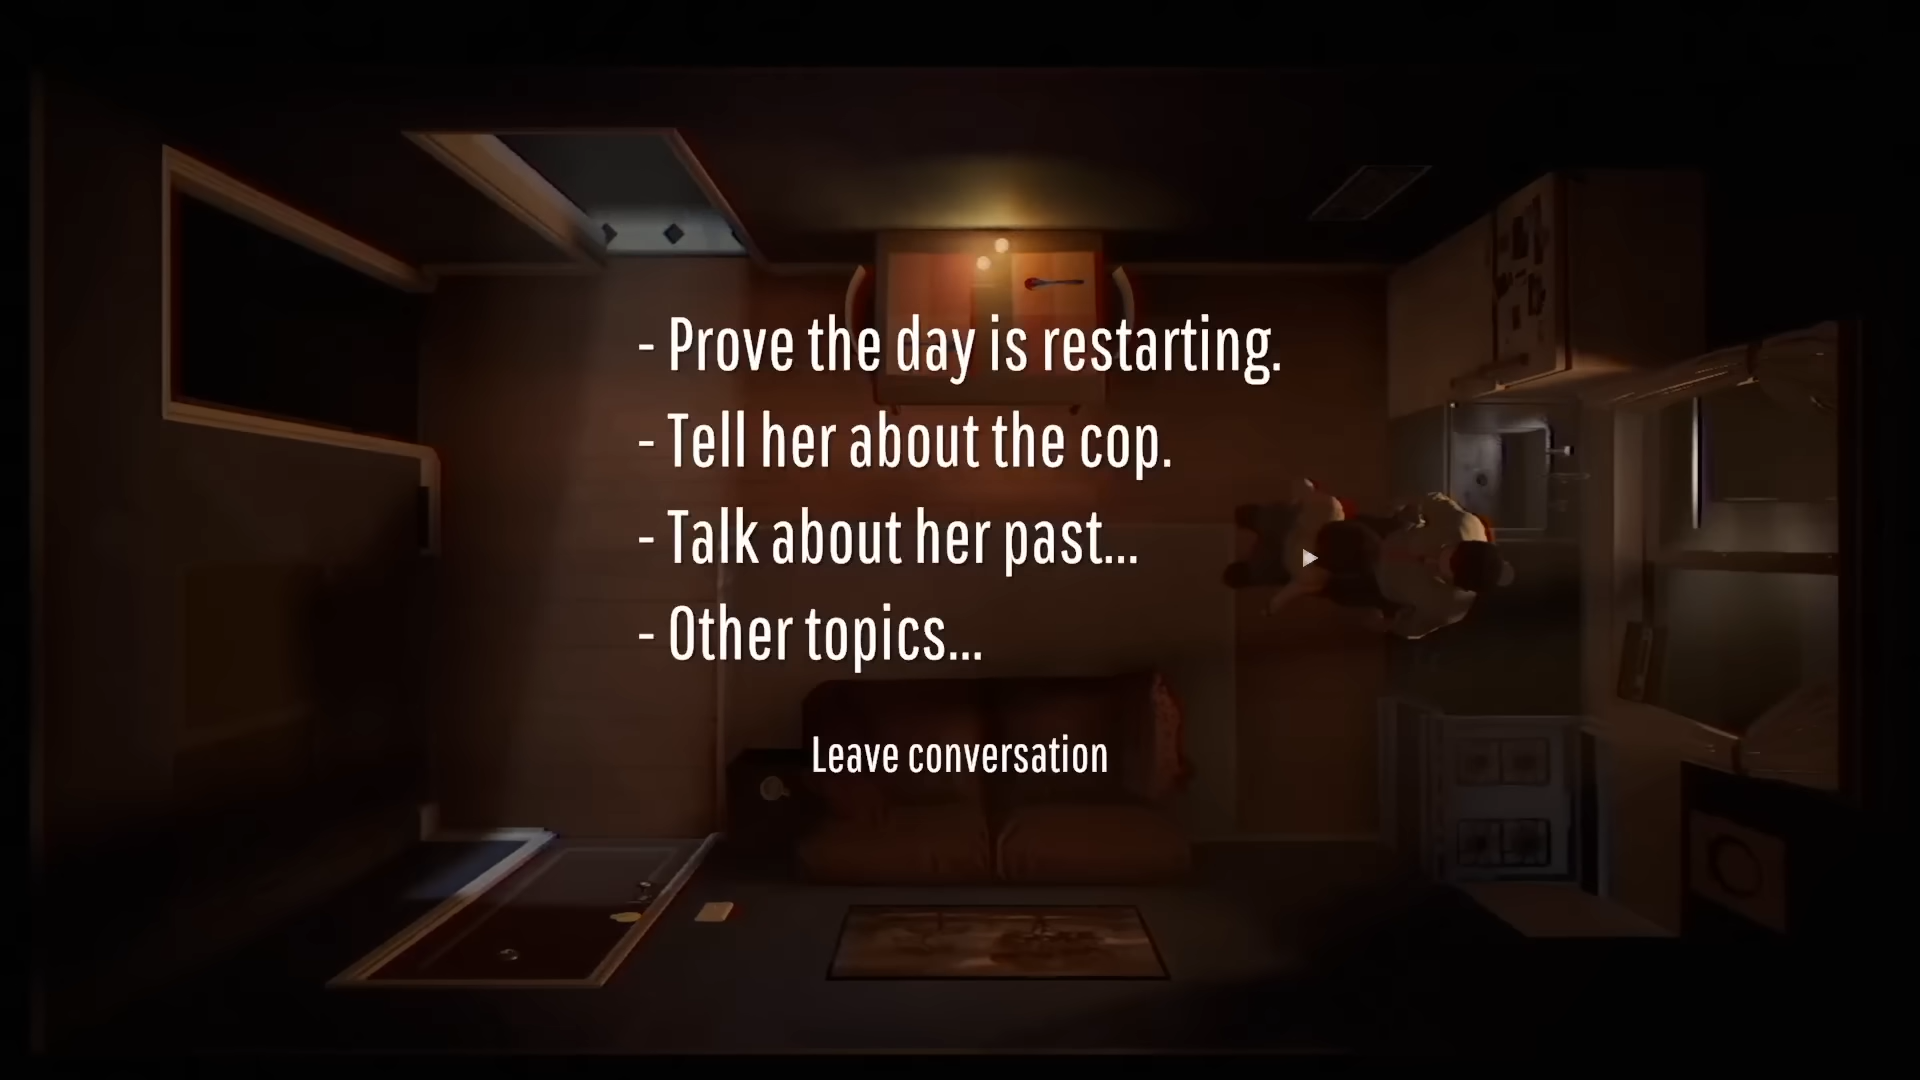 - Prove the day is restarting.
- Tell her about the cop.
- Talk about her past...
- Other topics...
Leave conversation